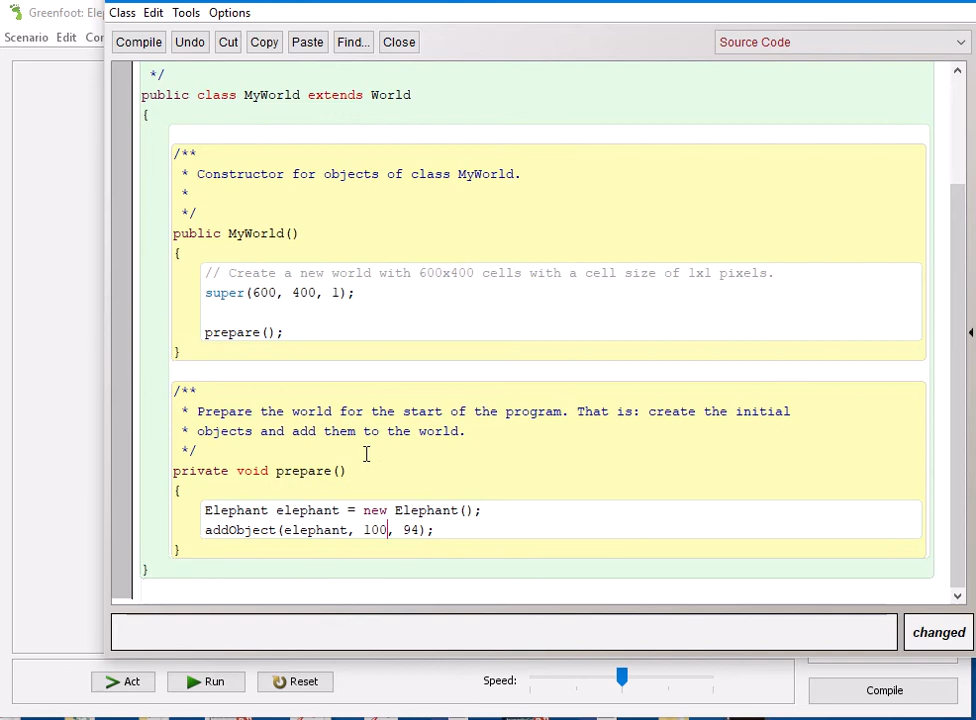 Greenfoot: Ele
Scenario Edit Con
Class Edit Tools Options
Compile Undo Cut Copy Paste Find... Close Source Code
*/
public class MyWorld extends World
{
/**
* Constructor for objects of class MyWorld.
*
*/
public MyWorld()
{
// Create a new world with 600x400 cells with a cell size of 1x1 pixels.
super(600, 400, 1);
prepare();
}
/**
* Prepare the world for the start of the program. That is: create the initial
* objects and add them to the world.
*/
private void prepare()
{
Elephant elephant = new Elephant();
addObject(elephant, 100, 94);
}
}
changed
Act Run Reset Speed: Compile